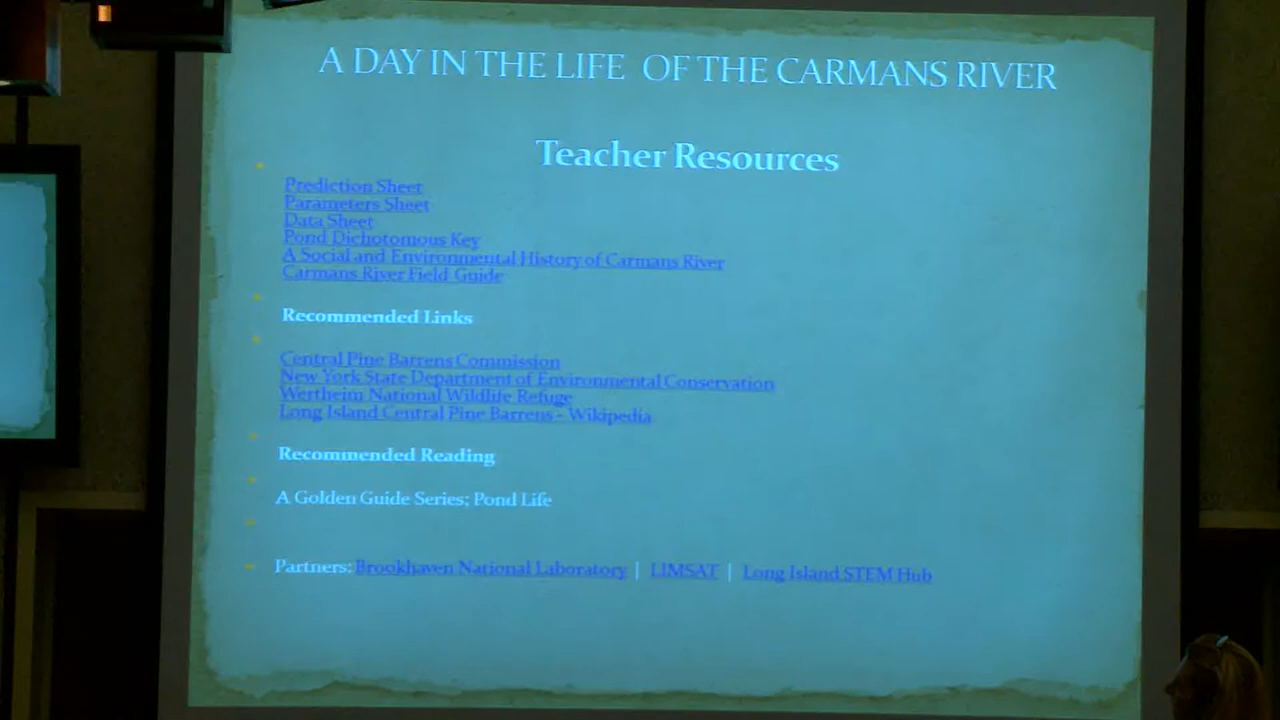 A DAY IN THE LIFE OF THE CARMANS RIVER
Teacher Resources
Prediction Sheet
Parameters Sheet
Data Sheet
Pond Dichotomous Key
A Social and Environmental History of Carmans River
Carmans River Field Guide
Recommended Links
Central Pine Barrens Commission
New York State Department of Environmental Conservation
Wertheim National Wildlife Refuge
Long Island Central Pine Barrens - Wikipedia
Recommended Reading
A Golden Guide Series; Pond Life
Partners: Brookhaven National Laboratory | LIMSAT | Long Island STEM Hub